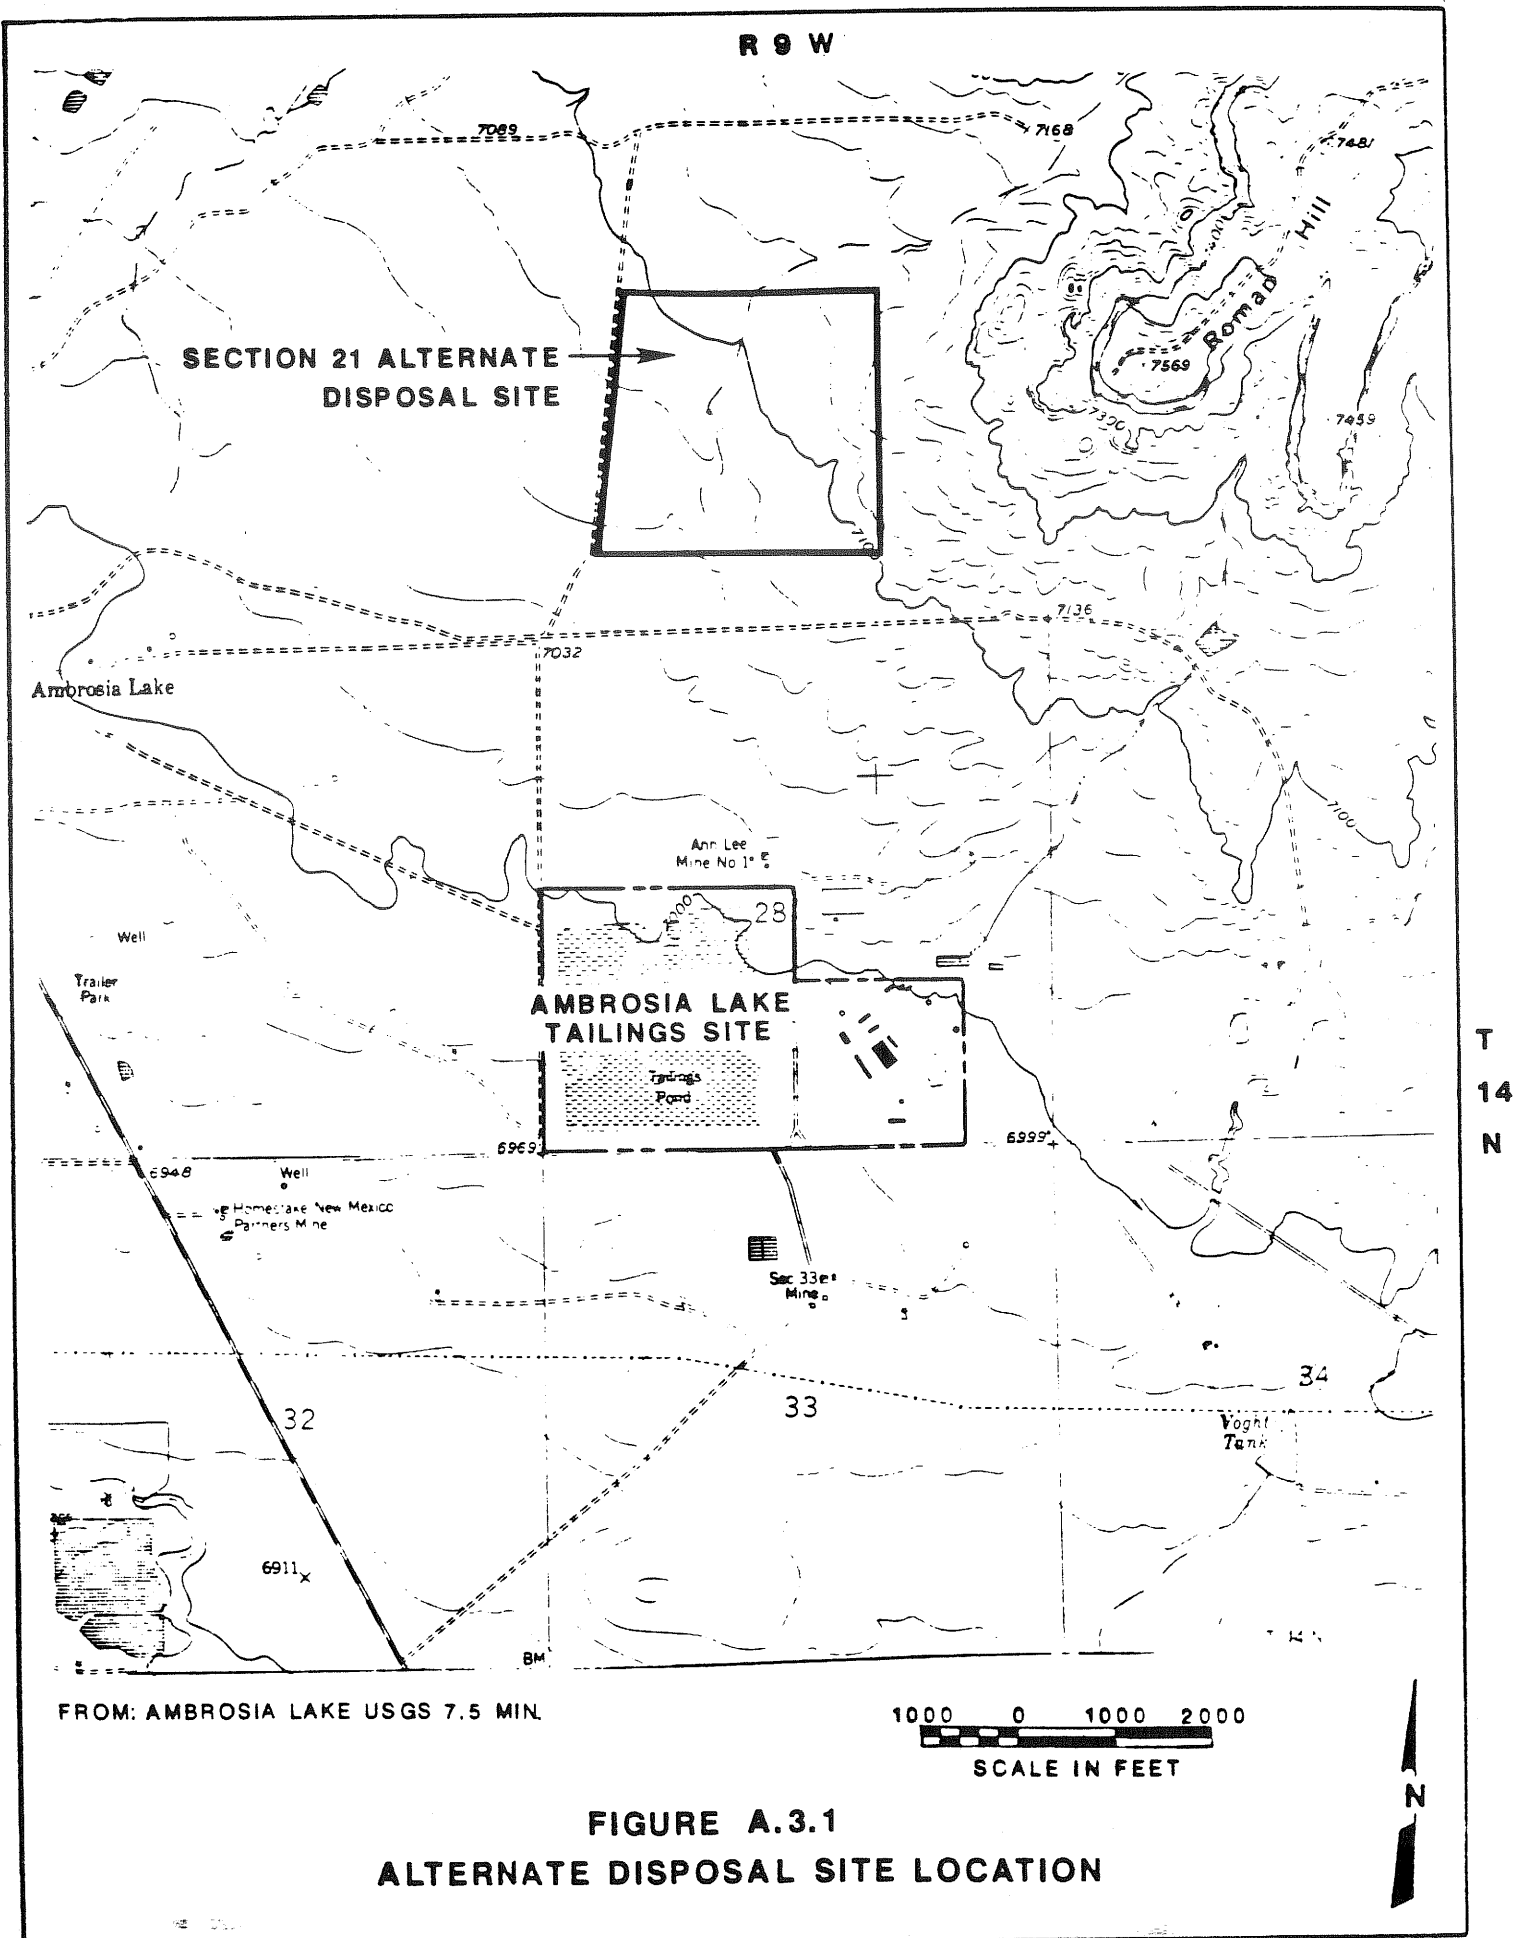 R 9 W
7089
7168
7481
Roman Hill
SECTION 21 ALTERNATE
DISPOSAL SITE
7569
7300
7459
7136
7032
Ambrosia Lake
7100
Ann Lee
Mine No 1
28
Well
Trailer
Park
AMBROSIA LAKE
TAILINGS SITE
Tailings
Pond
T
14
N
6969
6999
6948
Well
Homestake New Mexico
Partners Mine
Sec 33
Mine
34
32
33
Voght
Tank
6911
BM
FROM: AMBROSIA LAKE USGS 7.5 MIN.
1000 0 1000 2000
SCALE IN FEET
N
FIGURE A.3.1
ALTERNATE DISPOSAL SITE LOCATION